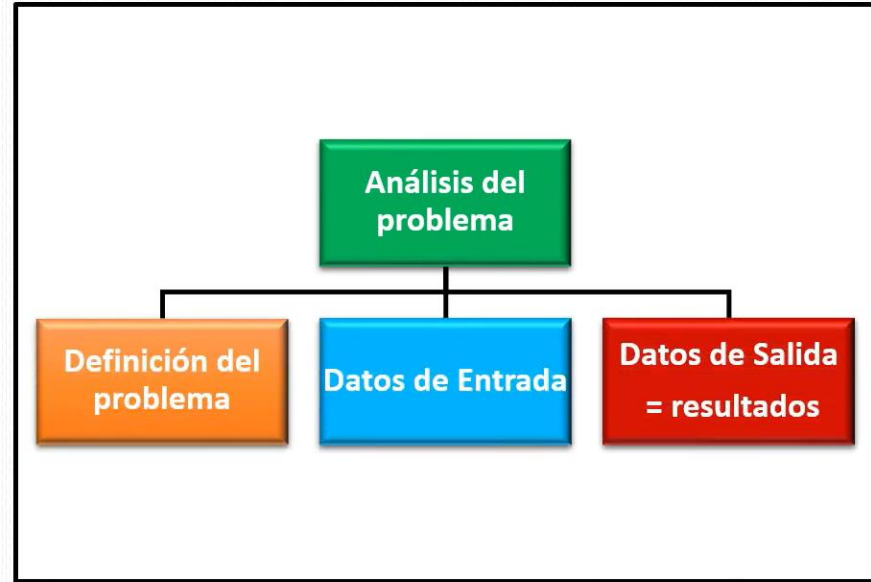 Análisis del
problema
Definición del
problema
Datos de Entrada
Datos de Salida
= resultados